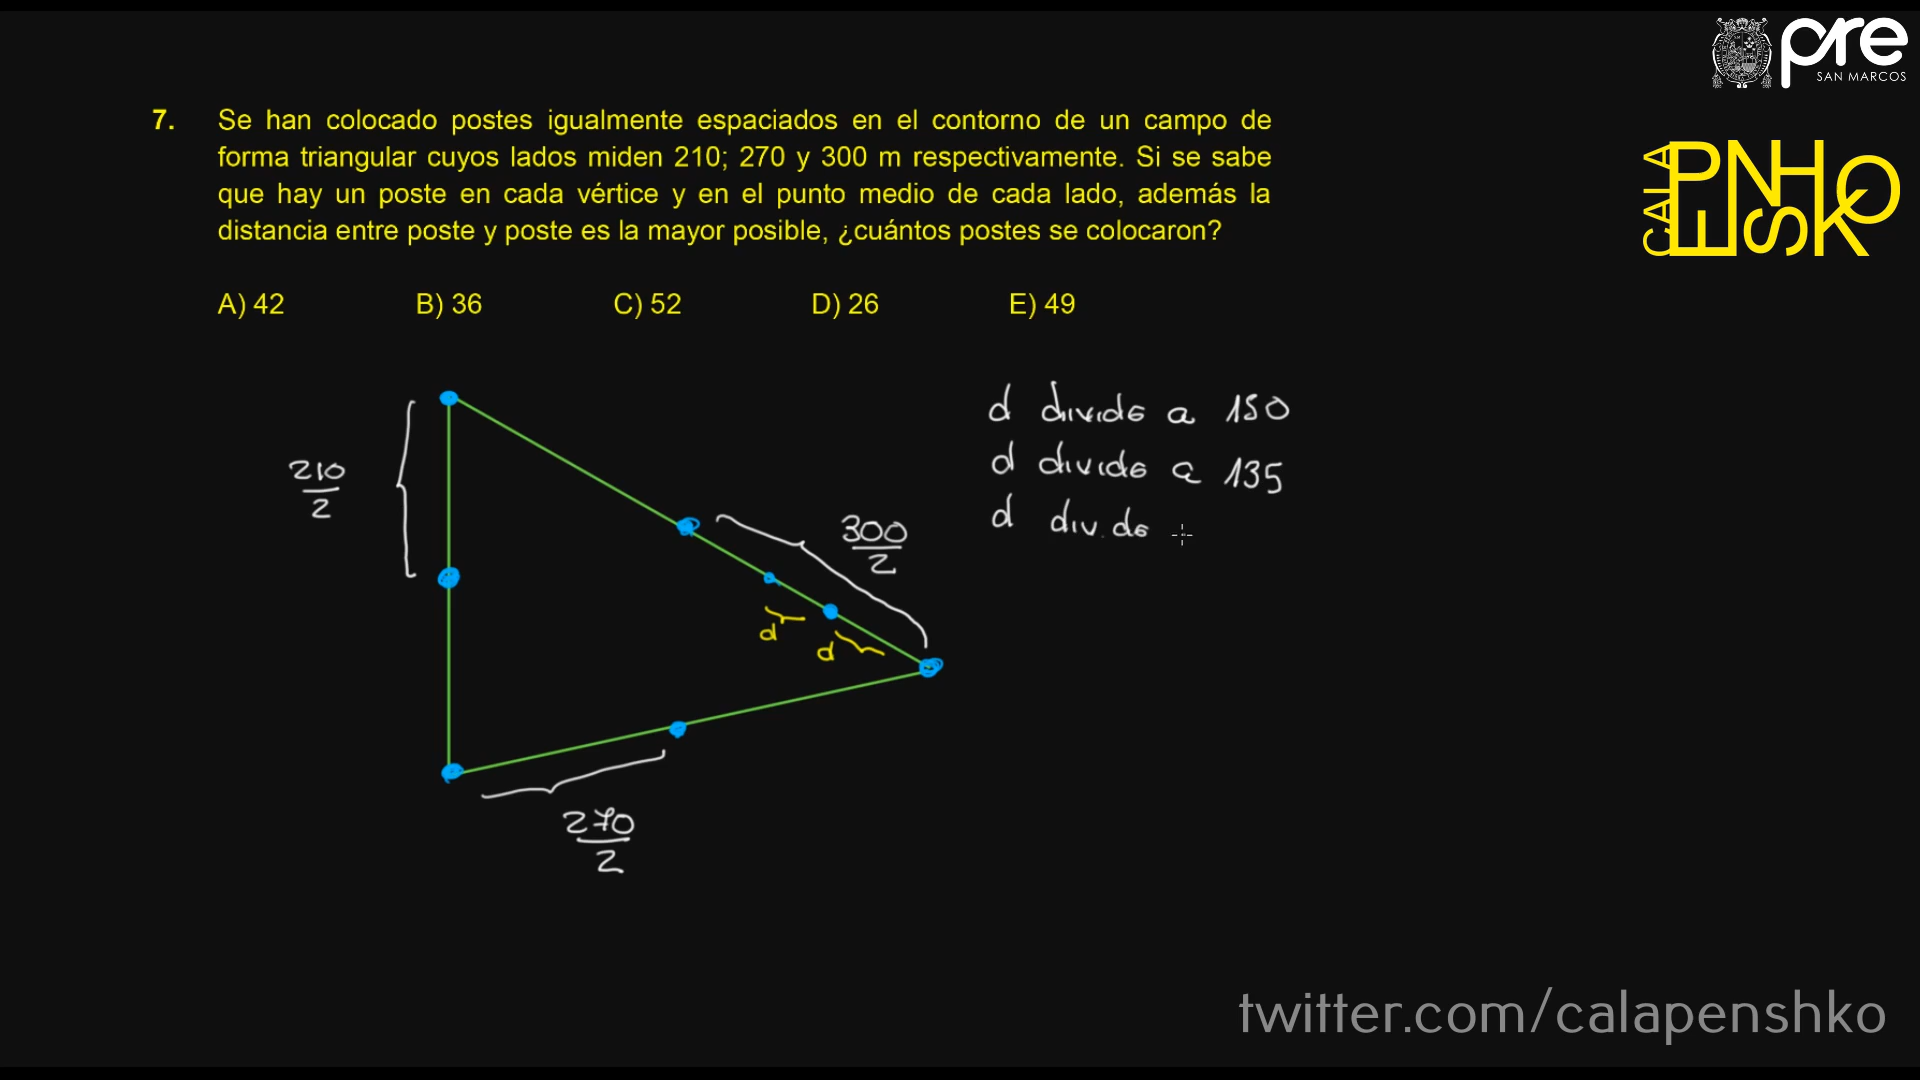 pre
SAN MARCOS
CALA
PENSHKO
7. Se han colocado postes igualmente espaciados en el contorno de un campo de
forma triangular cuyos lados miden 210; 270 y 300 m respectivamente. Si se sabe
que hay un poste en cada vértice y en el punto medio de cada lado, además la
distancia entre poste y poste es la mayor posible, ¿cuántos postes se colocaron?
A) 42 B) 36 C) 52 D) 26 E) 49
d divide a 150
d divide a 135
d divide
210
2
300
2
d
d
270
2
twitter.com/calapenshko